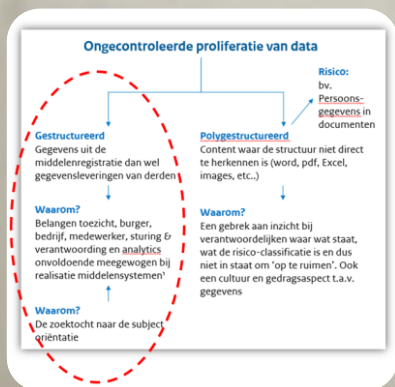 Ongecontroleerde proliferatie van data
Risico:
bv.
Persoons-
gegevens in
documenten
Gestructureerd
Gegevens uit de
middelenregistratie dan wel
gegevensleveringen van derden
Waarom?
Belangen toezicht, burger,
bedrijf, medewerker, sturing &
verantwoording en analytics
onvoldoende meegewogen bij
realisatie middelensystemen¹
Waarom?
De zoektocht naar de subject
oriëntatie
Polygestructureerd
Content waar de structuur niet direct
te herkennen is (word, pdf, Excel,
images, etc..)
Waarom?
Een gebrek aan inzicht bij
verantwoordelijken waar wat staat,
wat de risico-classificatie is en dus
niet in staat om ‘op te ruimen’. Ook
een cultuur en gedragsaspect t.a.v.
gegevens